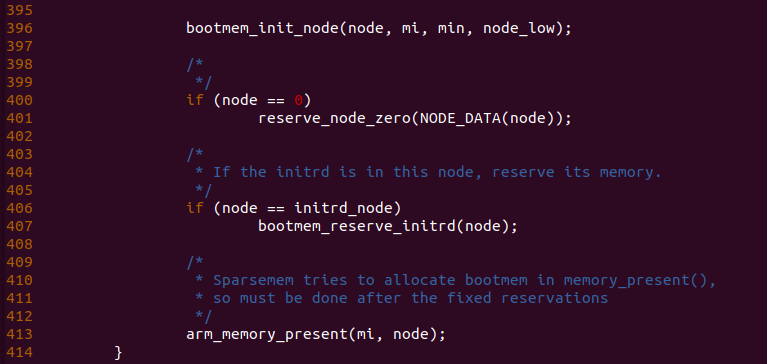 395
396                 bootmem_init_node(node, mi, min, node_low);
397
398                 /*
399                  */
400                 if (node == 0)
401                         reserve_node_zero(NODE_DATA(node));
402
403                 /*
404                  * If the initrd is in this node, reserve its memory.
405                  */
406                 if (node == initrd_node)
407                         bootmem_reserve_initrd(node);
408
409                 /*
410                  * Sparsemem tries to allocate bootmem in memory_present(),
411                  * so must be done after the fixed reservations
412                  */
413                 arm_memory_present(mi, node);
414         }